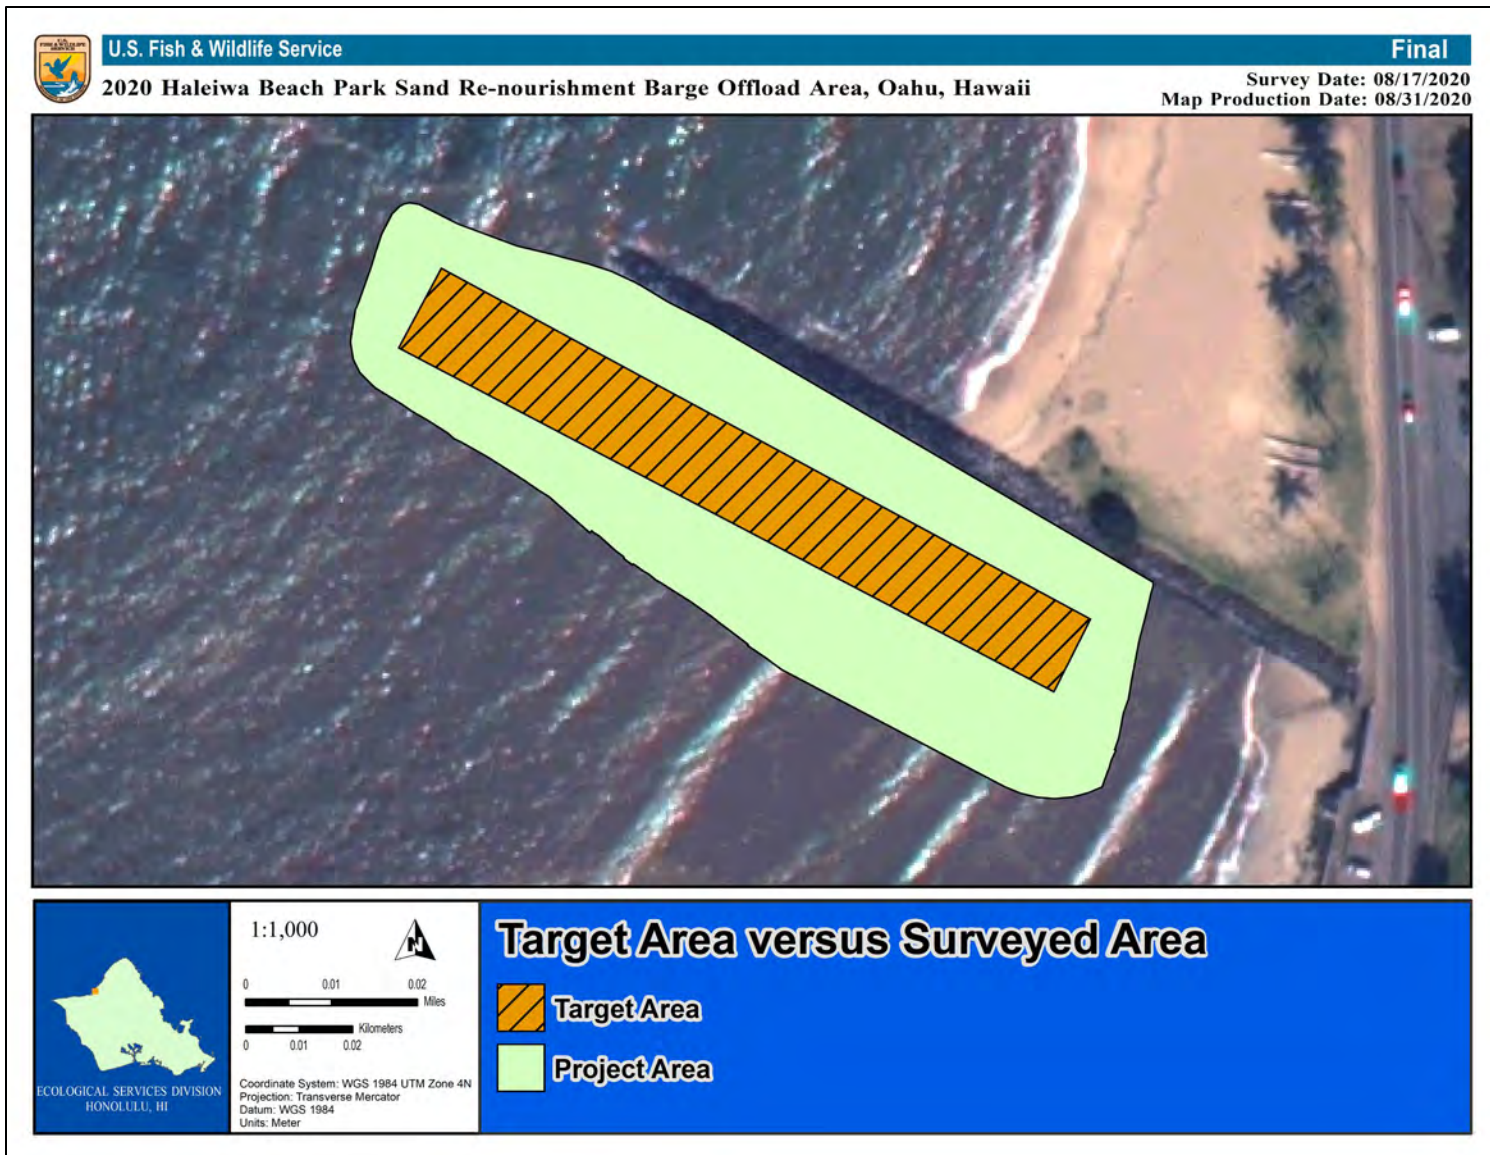 U.S.
FISH & WILDLIFE
SERVICE
U.S. Fish & Wildlife Service
Final
2020 Haleiwa Beach Park Sand Re-nourishment Barge Offload Area, Oahu, Hawaii
Survey Date: 08/17/2020
Map Production Date: 08/31/2020
ECOLOGICAL SERVICES DIVISION
HONOLULU, HI
1:1,000
N
0 0.01 0.02
Miles
Kilometers
0 0.01 0.02
Coordinate System: WGS 1984 UTM Zone 4N
Projection: Transverse Mercator
Datum: WGS 1984
Units: Meter
Target Area versus Surveyed Area
Target Area
Project Area